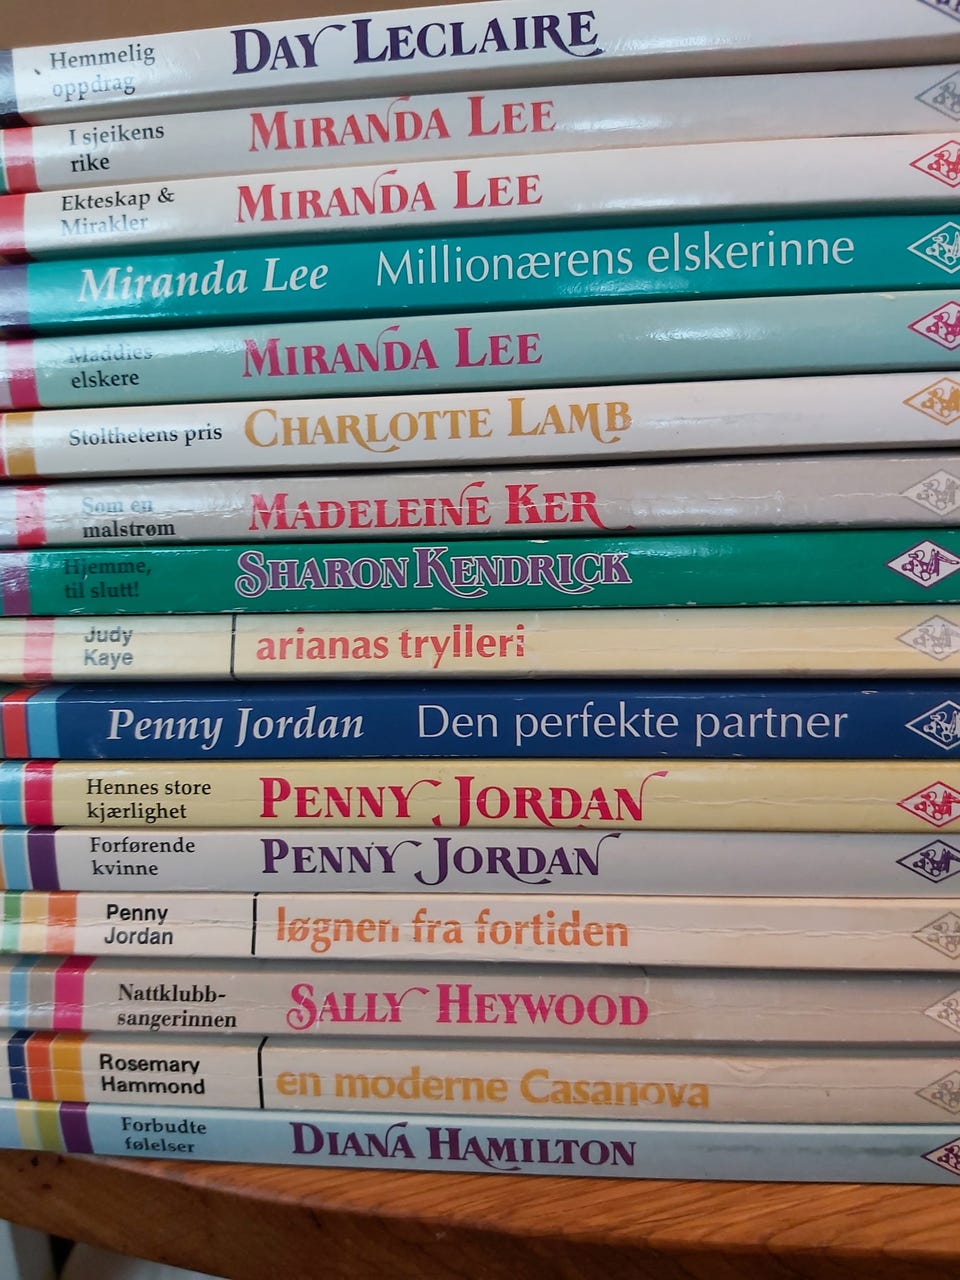 Hemmelig
oppdrag
DAY LECLAIRE
I sjeikens
rike
MIRANDA LEE
Ekteskap &
Mirakler
MIRANDA LEE
Miranda Lee Millionærens elskerinne
Maddies
elskere
MIRANDA LEE
Stolthetens pris
CHARLOTTE LAMB
Som en
malstrøm
MADELEINE KER
Hjemme,
til slutt!
SHARON KENDRICK
Judy
Kaye
arianas trylleri
Penny Jordan Den perfekte partner
Hennes store
kjærlighet
PENNY JORDAN
Forførende
kvinne
PENNY JORDAN
Penny
Jordan
løgnen fra fortiden
Nattklubb-
sangerinnen
SALLY HEYWOOD
Rosemary
Hammond
en moderne Casanova
Forbudte
følelser
DIANA HAMILTON